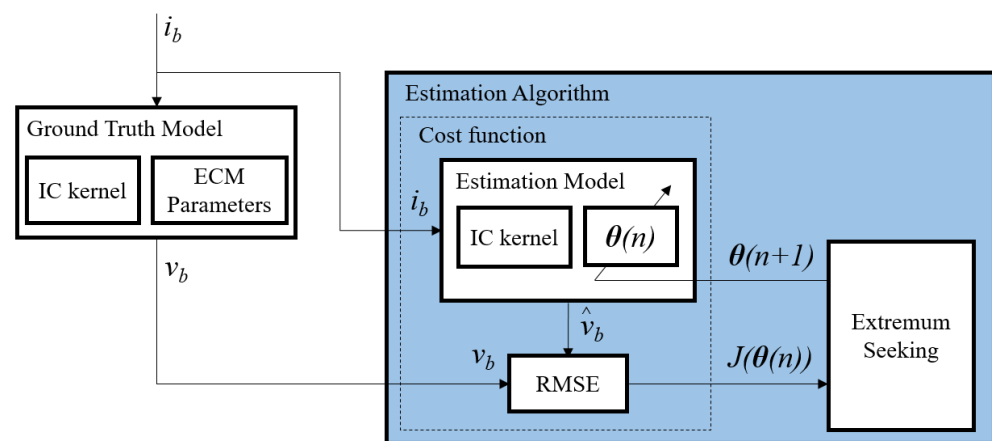 i_b
Ground Truth Model
IC kernel
ECM
Parameters
v_b
Estimation Algorithm
Cost function
Estimation Model
i_b
IC kernel
θ(n)
θ(n+1)
v̂_b
v_b
RMSE
J(θ(n))
Extremum
Seeking